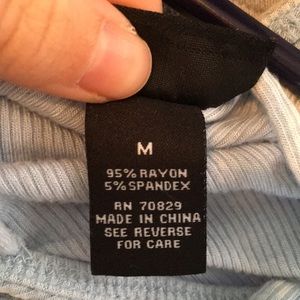 M
95% RAYON
5% SPANDEX
RN 70829
MADE IN CHINA
SEE REVERSE
FOR CARE